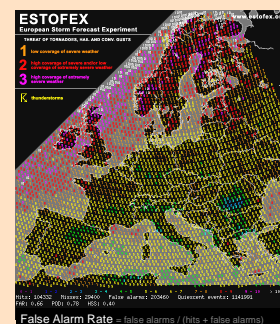 ESTOFEX
www.estofex.o
European Storm Forecast Experiment
THREAT OF TORNADOES, HAIL AND CONV. GUSTS
1 low coverage of severe weather
2 high coverage of severe and/or low
coverage of extremely severe weather
3 high coverage of extremely
severe weather
thunderstorms
Hits: 104332 Misses: 29400 False alarms: 203460 Quiescent events: 1141991
FAR: 0,66 POD: 0,78 HSS: 0,40
False Alarm Rate = false alarms / (hits + false alarms)